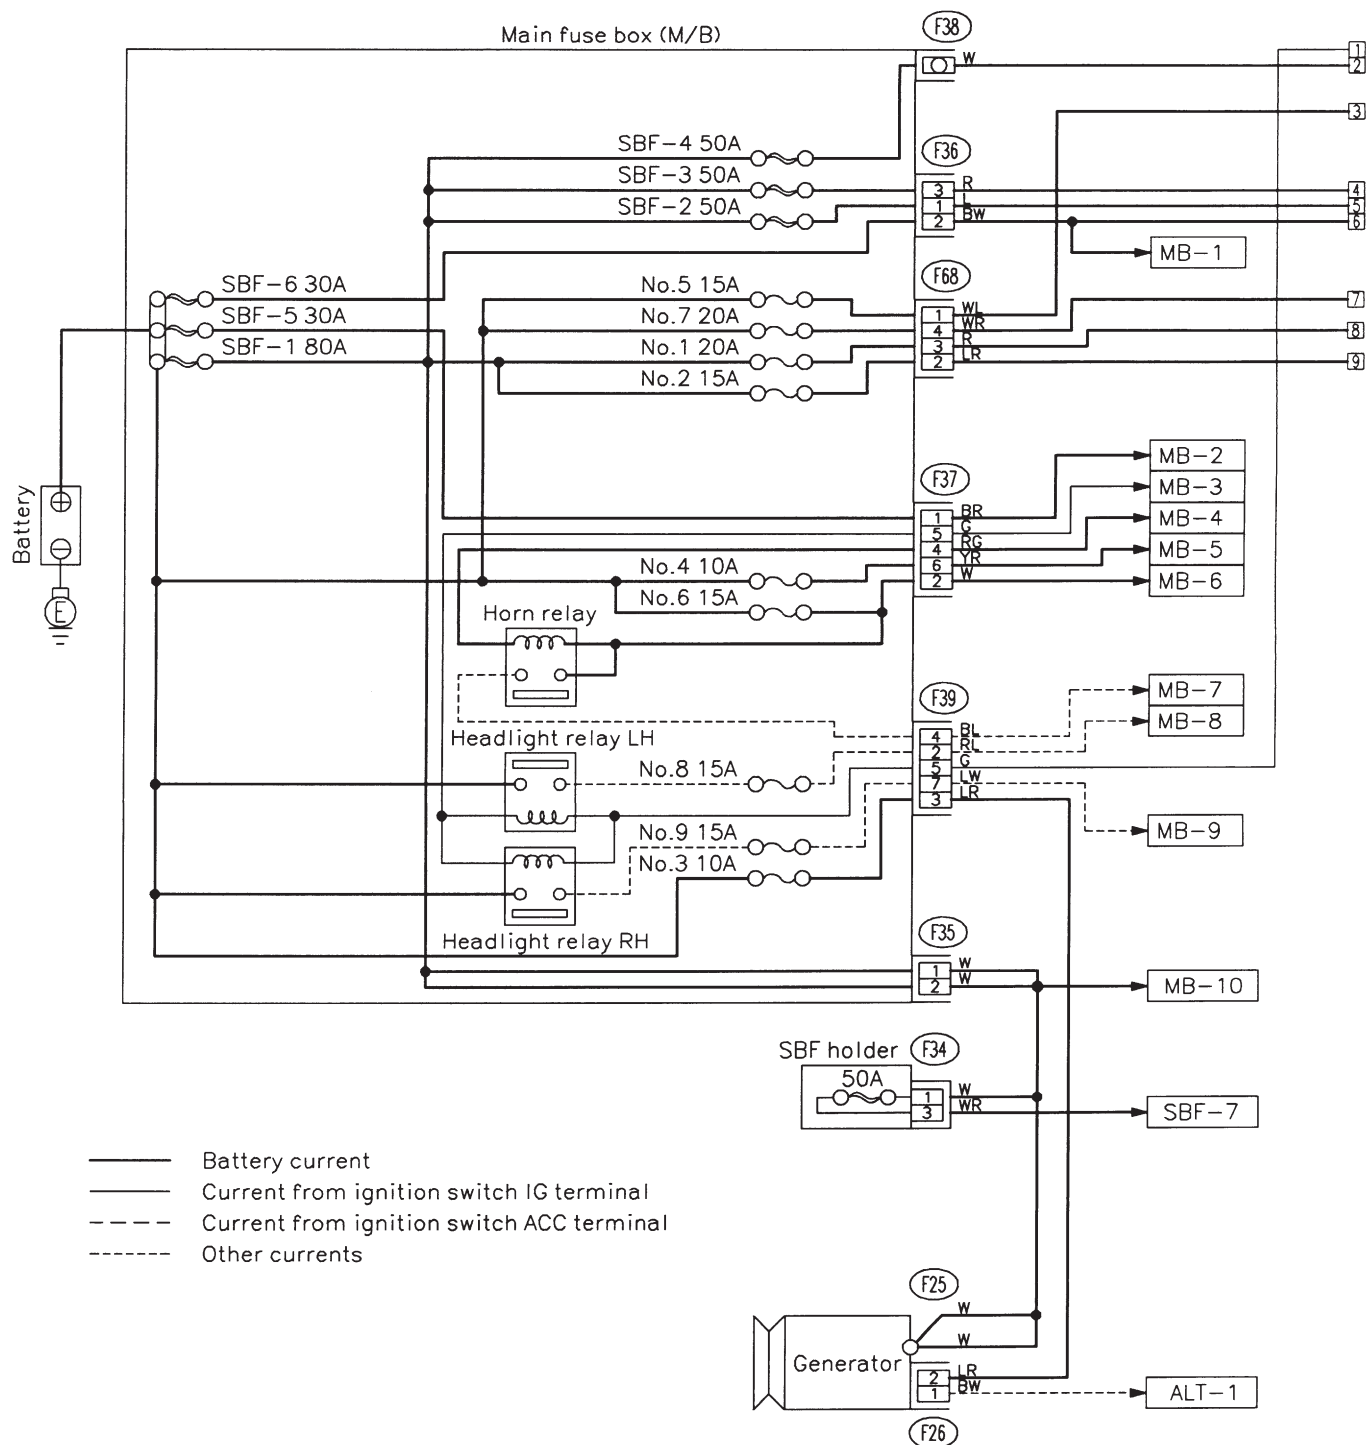 Main fuse box (M/B)
F38
W
1
2
3
SBF-4 50A
F36
SBF-3 50A
3
R
4
SBF-2 50A
1
L
5
2
BW
6
MB-1
F68
SBF-6 30A
No.5 15A
7
SBF-5 30A
No.7 20A
1
WL
4
WR
8
SBF-1 80A
No.1 20A
3
R
2
LR
9
No.2 15A
MB-2
F37
MB-3
Battery
1
BR
MB-4
5
G
4
RG
MB-5
No.4 10A
6
YR
2
W
MB-6
No.6 15A
E
Horn relay
F39
MB-7
MB-8
Headlight relay LH
4
BL
2
RL
No.8 15A
5
G
7
LW
3
LR
No.9 15A
MB-9
No.3 10A
Headlight relay RH
F35
1
W
2
W
MB-10
SBF holder
F34
50A
1
W
3
WR
SBF-7
Battery current
Current from ignition switch IG terminal
Current from ignition switch ACC terminal
Other currents
F25
W
W
Generator
2
LR
1
BW
ALT-1
F26